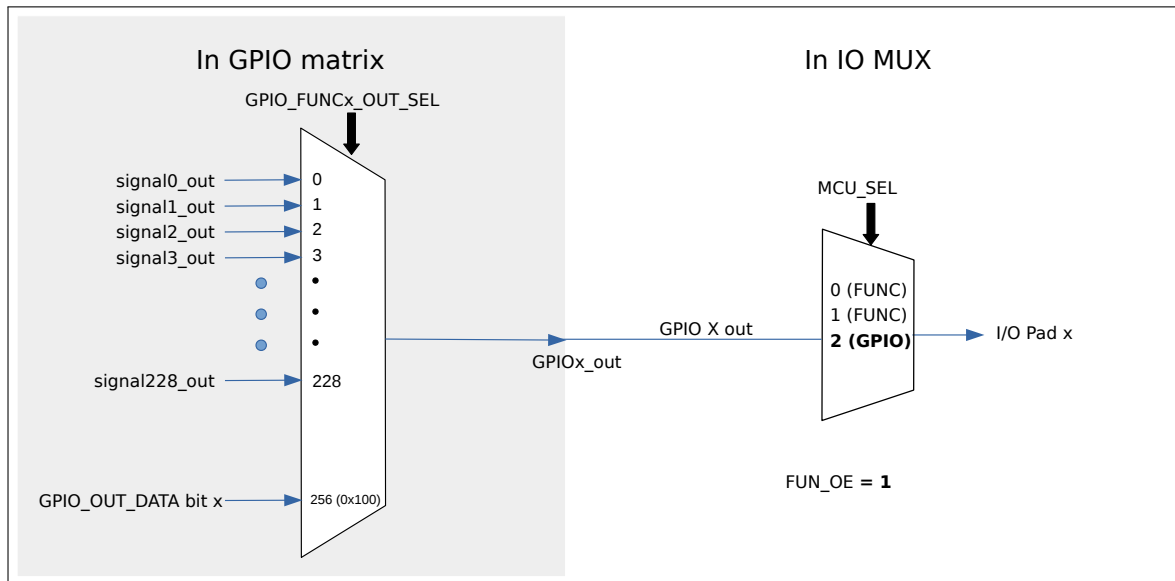 In GPIO matrix
In IO MUX
GPIO_FUNCx_OUT_SEL
signal0_out
0
signal1_out
1
signal2_out
2
signal3_out
3
signal228_out
228
GPIO_OUT_DATA bit x
256 (0x100)
GPIOx_out
GPIO X out
MCU_SEL
0 (FUNC)
1 (FUNC)
2 (GPIO)
I/O Pad x
FUN_OE = 1